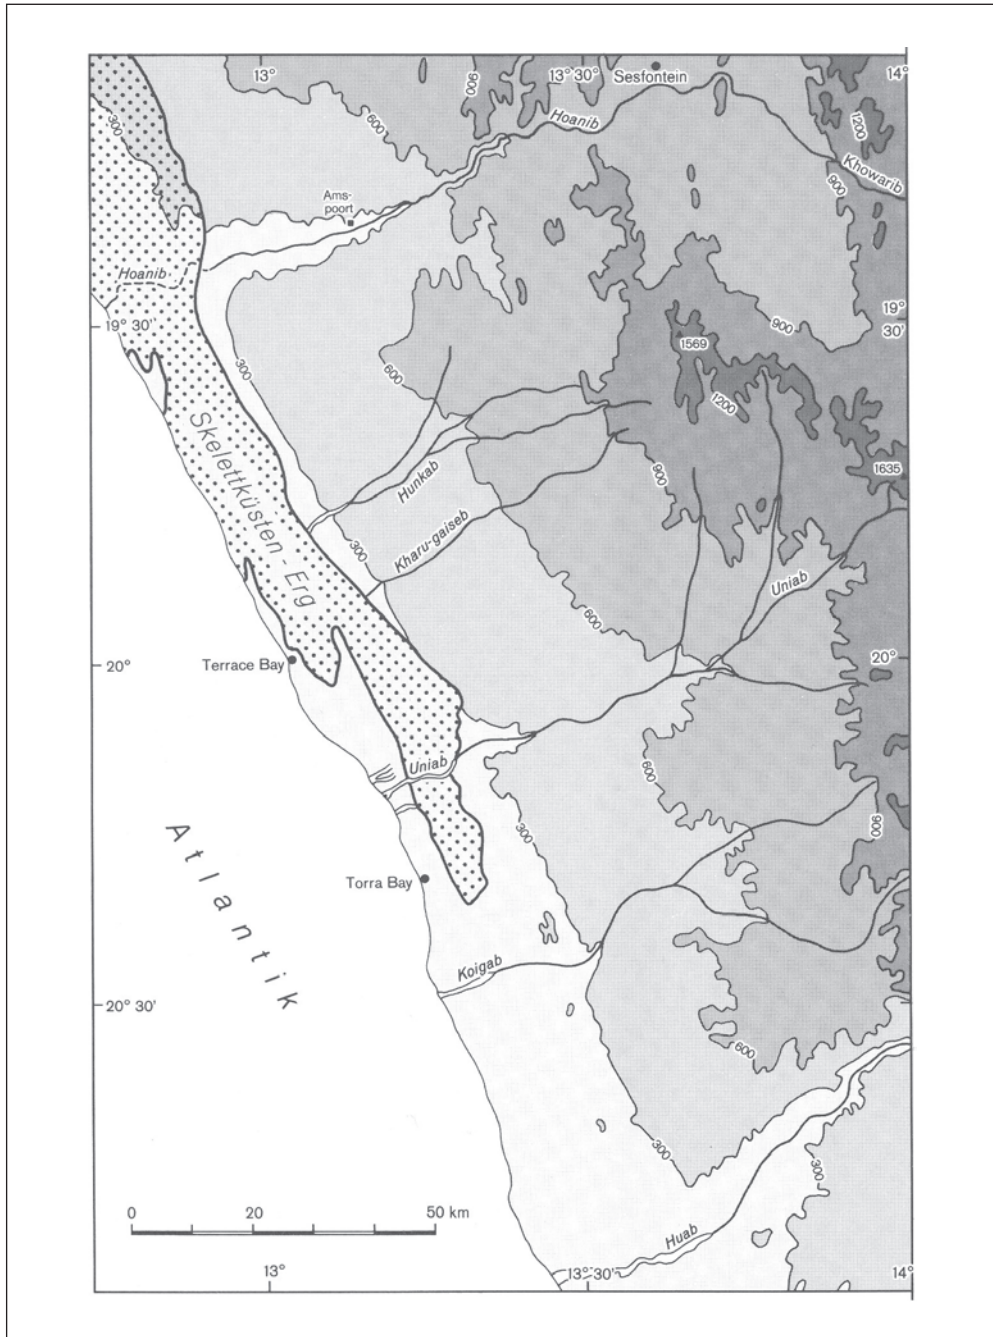 13°
13° 30'
14°
Sesfontein
900
600
300
Hoanib
1200
Khowarib
900
Ams-
poort
Hoanib
19° 30'
19°
30'
900
1569
300
600
1200
Skelettküsten - Erg
Hunkab
900
1635
Kharu-gaiseb
300
Uniab
600
Terrace Bay
20°
20°
Uniab
600
300
900
Atlantik
Torra Bay
Koigab
20° 30'
600
300
300
0 20 50 km
Huab
13°
13° 30'
14°